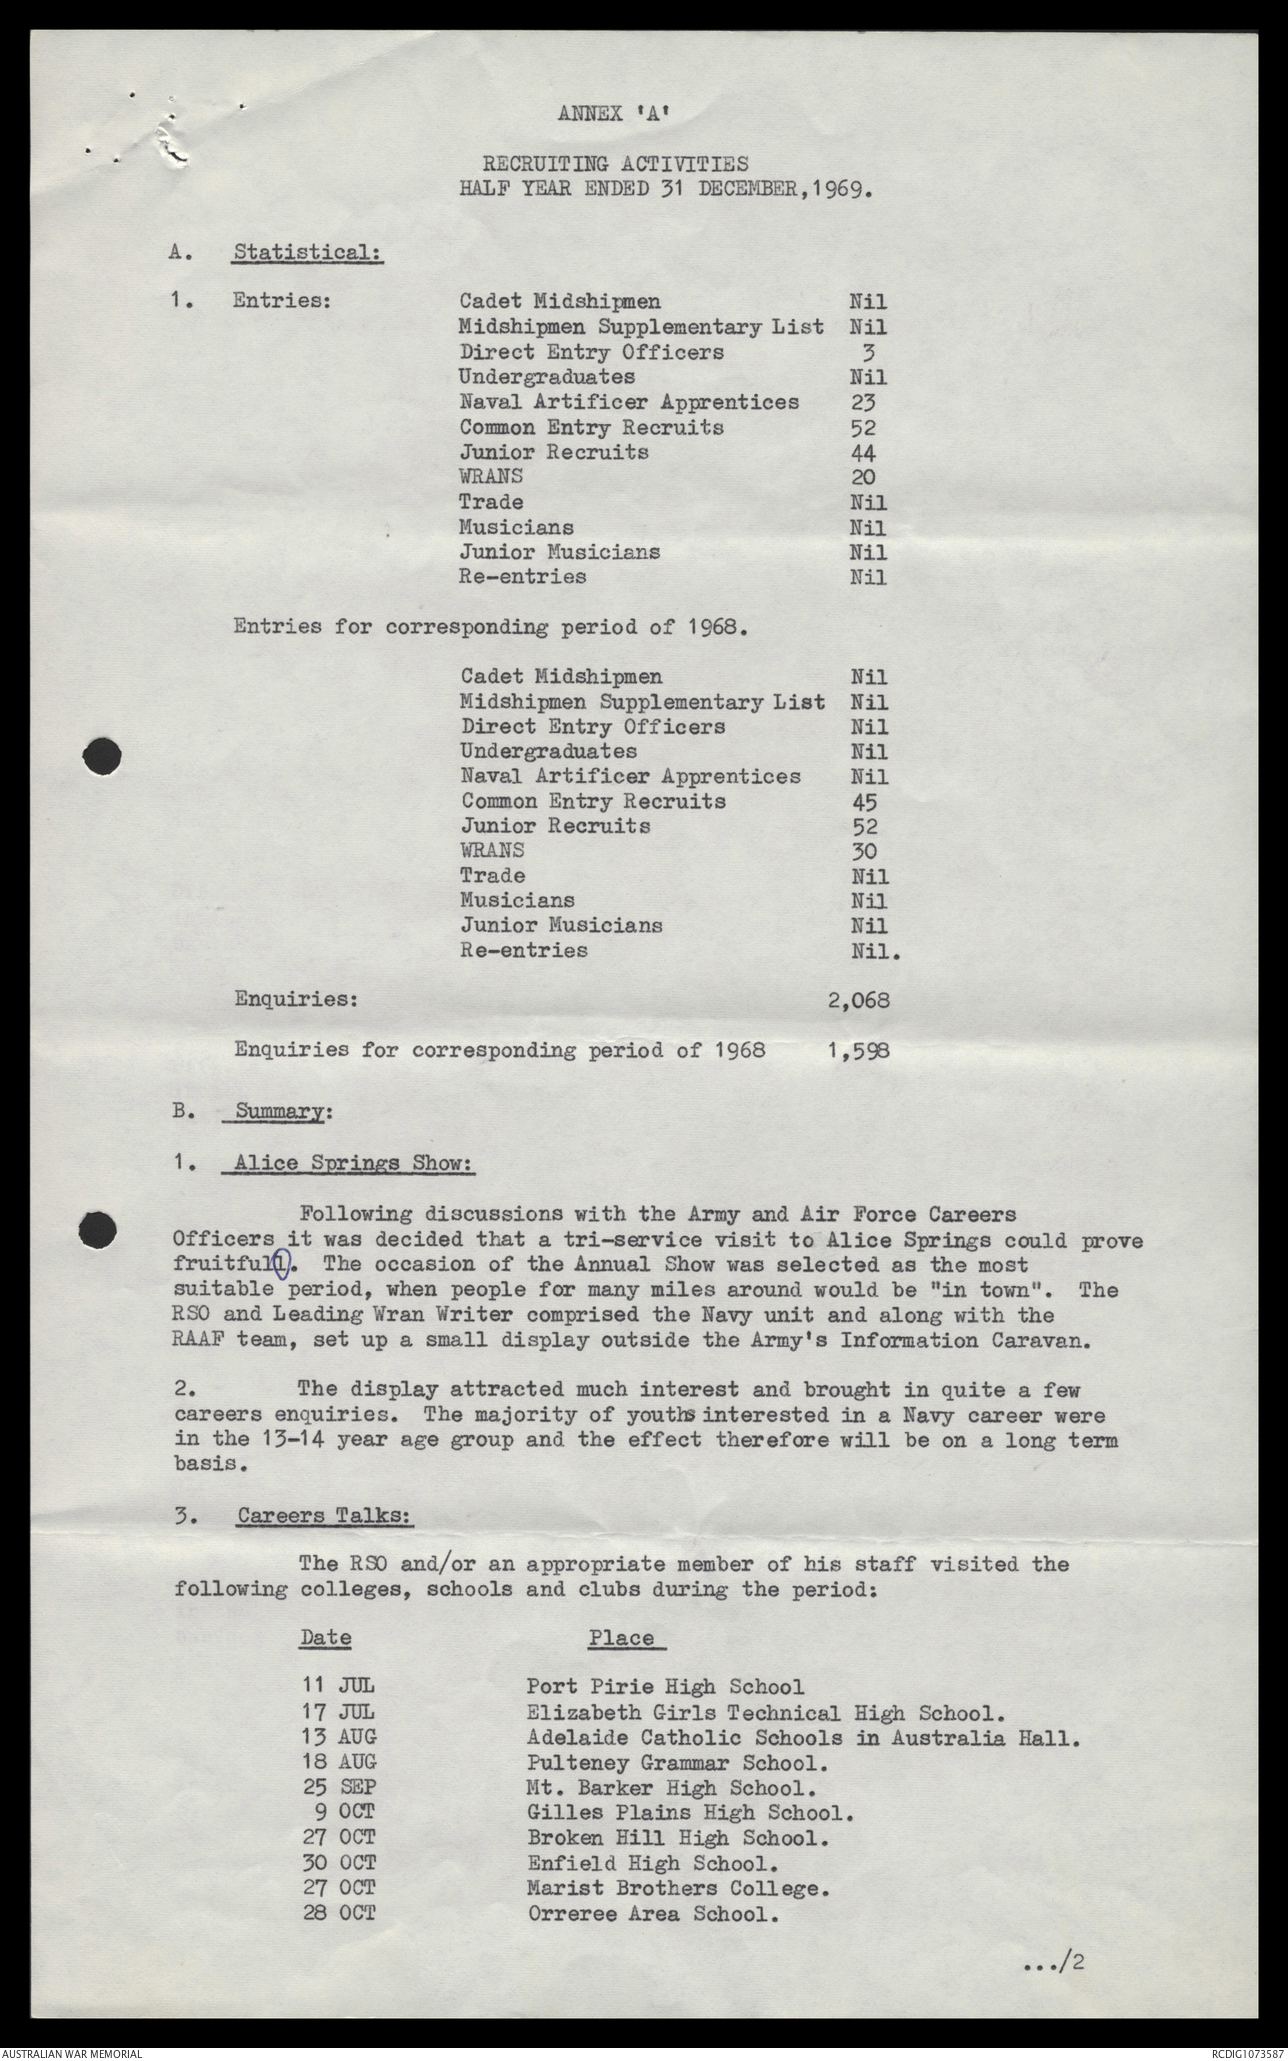 ANNEX 'A'
RECRUITING ACTIVITIES
HALF YEAR ENDED 31 DECEMBER,1969.
A. Statistical:
1. Entries: Cadet Midshipmen Nil
Midshipmen Supplementary List Nil
Direct Entry Officers 3
Undergraduates Nil
Naval Artificer Apprentices 23
Common Entry Recruits 52
Junior Recruits 44
WRANS 20
Trade Nil
Musicians Nil
Junior Musicians Nil
Re-entries Nil
Entries for corresponding period of 1968.
Cadet Midshipmen Nil
Midshipmen Supplementary List Nil
Direct Entry Officers Nil
Undergraduates Nil
Naval Artificer Apprentices Nil
Common Entry Recruits 45
Junior Recruits 52
WRANS 30
Trade Nil
Musicians Nil
Junior Musicians Nil
Re-entries Nil.
Enquiries: 2,068
Enquiries for corresponding period of 1968 1,598
B. Summary:
1. Alice Springs Show:
Following discussions with the Army and Air Force Careers
Officers it was decided that a tri-service visit to Alice Springs could prove
fruitfull. The occasion of the Annual Show was selected as the most
suitable period, when people for many miles around would be "in town". The
RSO and Leading Wran Writer comprised the Navy unit and along with the
RAAF team, set up a small display outside the Army's Information Caravan.
2. The display attracted much interest and brought in quite a few
careers enquiries. The majority of youths interested in a Navy career were
in the 13-14 year age group and the effect therefore will be on a long term
basis.
3. Careers Talks:
The RSO and/or an appropriate member of his staff visited the
following colleges, schools and clubs during the period:
Date Place
11 JUL Port Pirie High School
17 JUL Elizabeth Girls Technical High School.
13 AUG Adelaide Catholic Schools in Australia Hall.
18 AUG Pulteney Grammar School.
25 SEP Mt. Barker High School.
9 OCT Gilles Plains High School.
27 OCT Broken Hill High School.
30 OCT Enfield High School.
27 OCT Marist Brothers College.
28 OCT Orreree Area School.
.../2
AUSTRALIAN WAR MEMORIAL RCDIG1073587